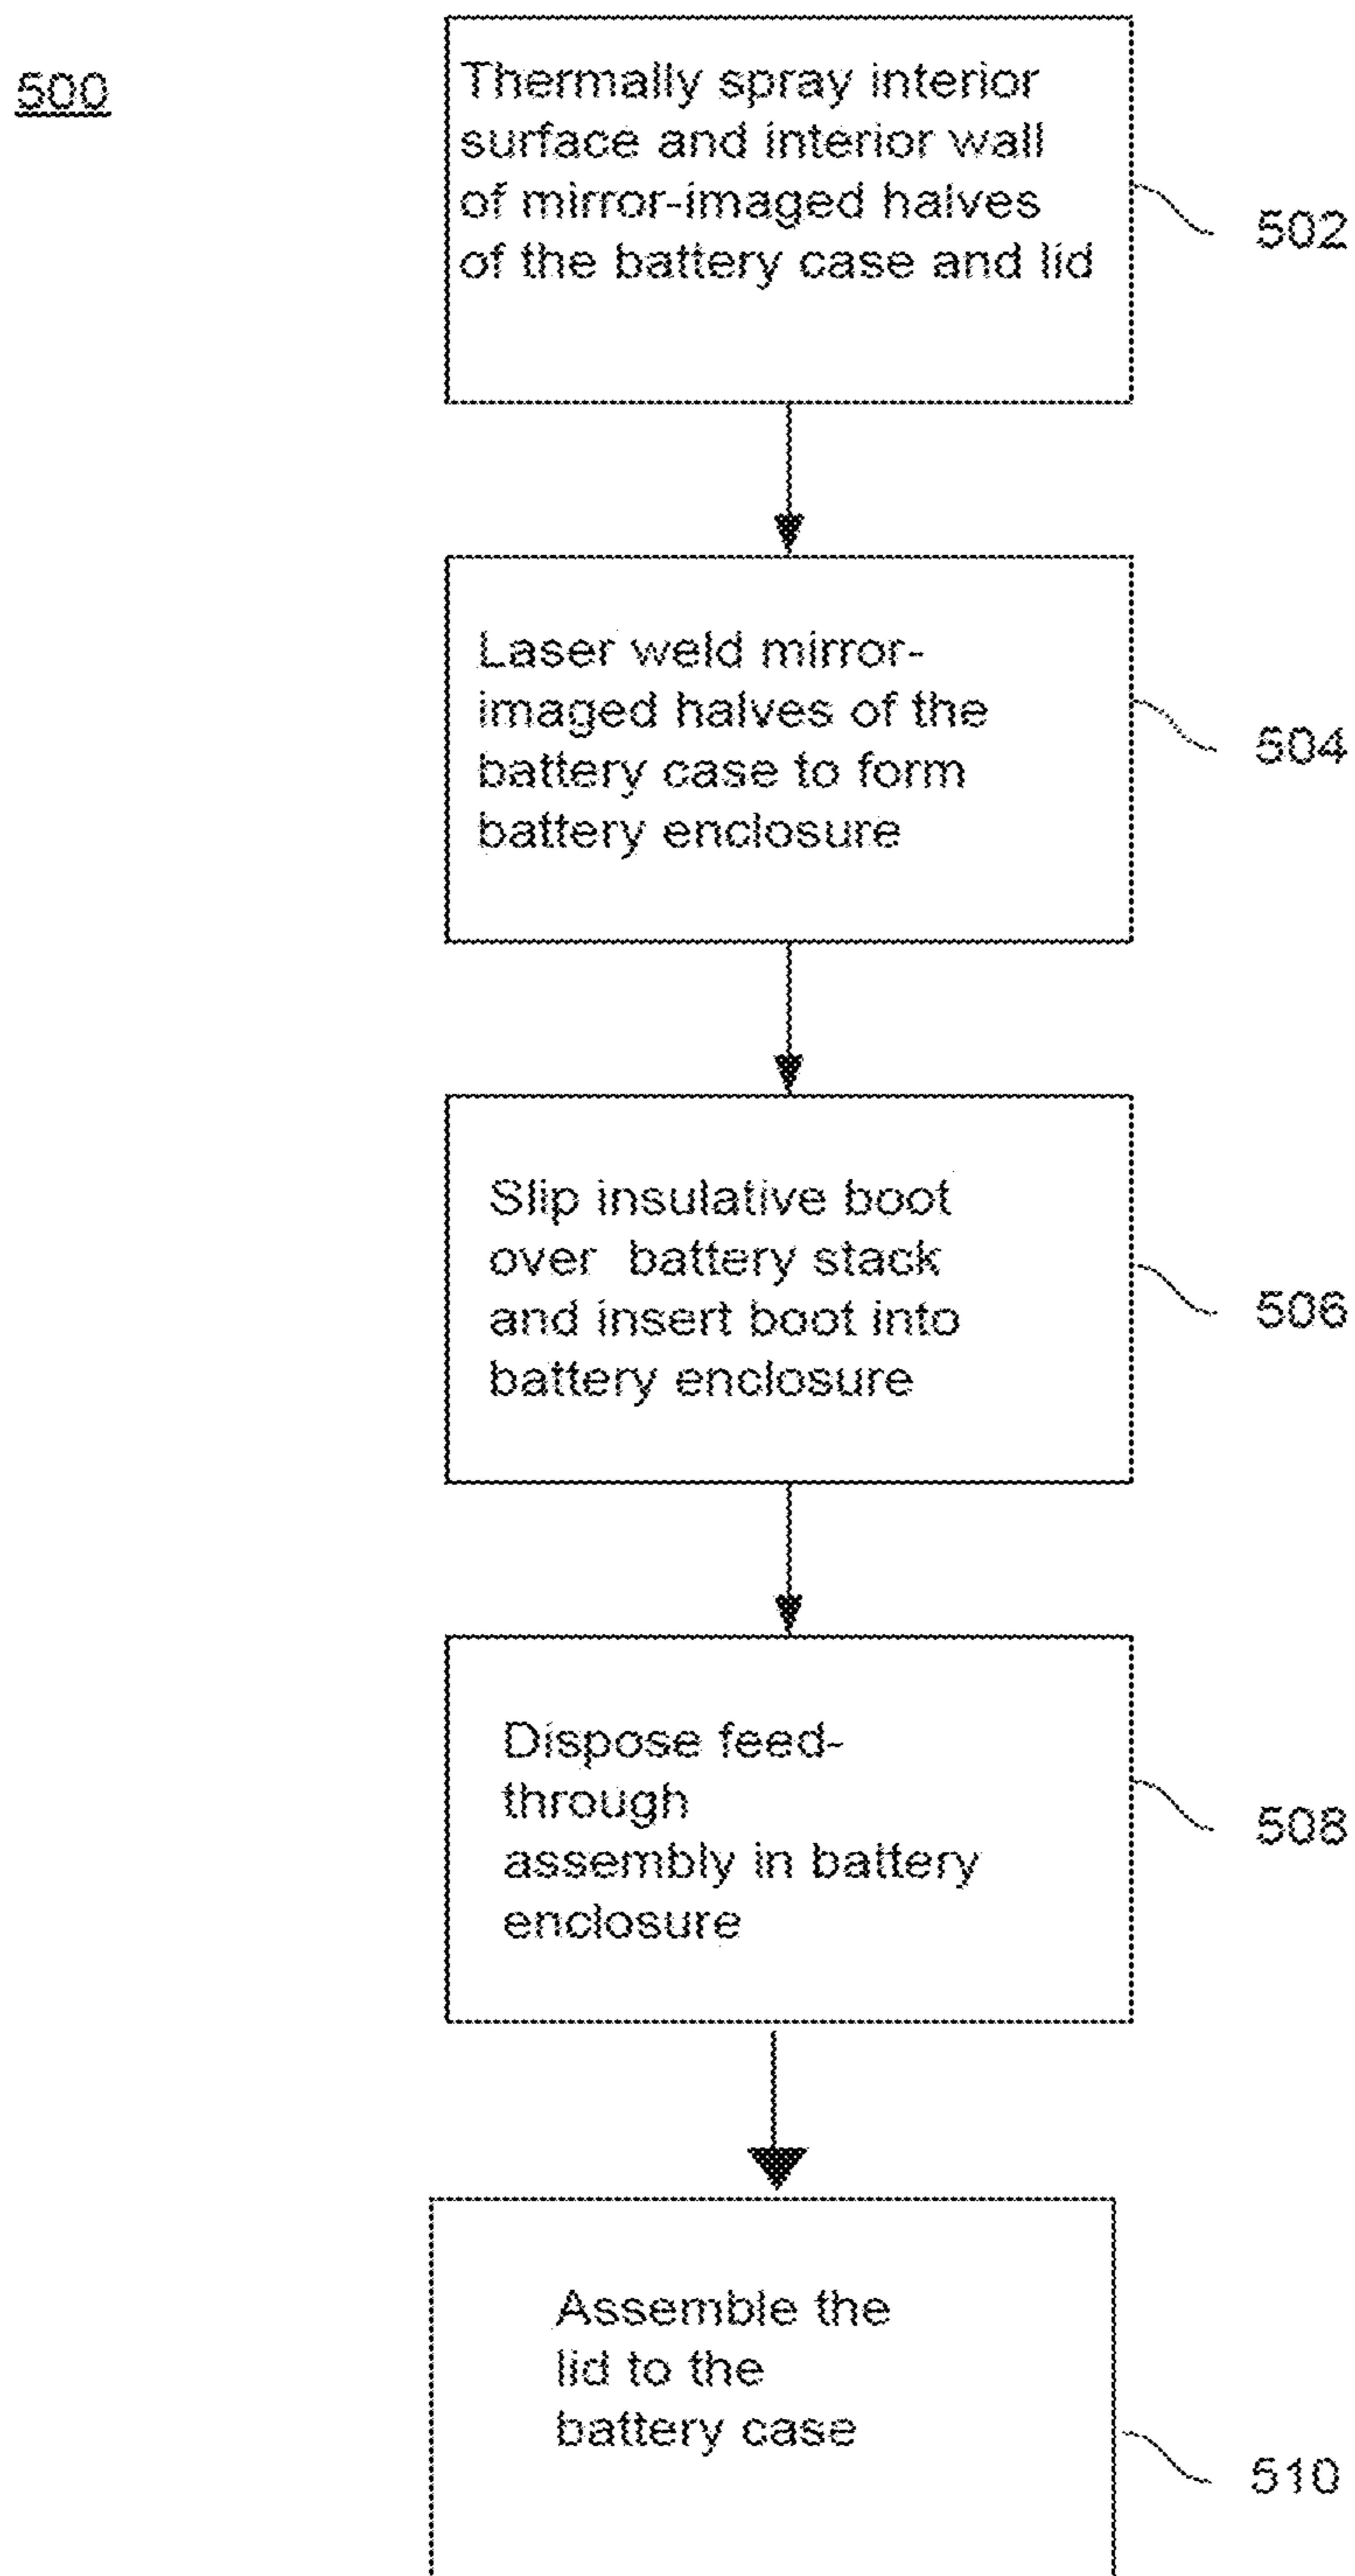 500
Thermally spray interior
surface and interior wall
of mirror-imaged halves
of the battery case and lid
502
Laser weld mirror-
imaged halves of the
battery case to form
battery enclosure
504
Slip insulative boot
over battery stack
and insert boot into
battery enclosure
506
Dispose feed-
through
assembly in battery
enclosure
508
Assemble the
lid to the
battery case
510